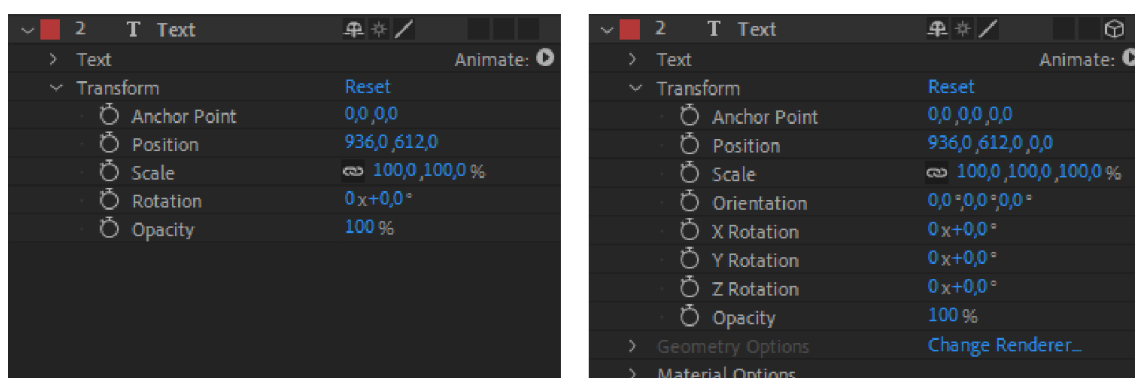 2 T Text
Text Animate:
Transform Reset
Anchor Point 0,0 ,0,0
Position 936,0 ,612,0
Scale 100,0 ,100,0 %
Rotation 0 x+0,0 °
Opacity 100 %
2 T Text
Text Animate:
Transform Reset
Anchor Point 0,0 ,0,0 ,0,0
Position 936,0 ,612,0 ,0,0
Scale 100,0 ,100,0 ,100,0 %
Orientation 0,0 ° ,0,0 ° ,0,0 °
X Rotation 0 x+0,0 °
Y Rotation 0 x+0,0 °
Z Rotation 0 x+0,0 °
Opacity 100 %
Geometry Options Change Renderer...
Material Options